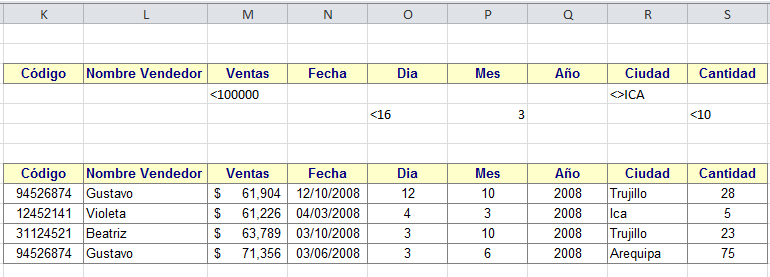 K L M N O P Q R S
Código Nombre Vendedor Ventas Fecha Dia Mes Año Ciudad Cantidad
<100000 <>ICA
<16 3 <10
Código Nombre Vendedor Ventas Fecha Dia Mes Año Ciudad Cantidad
94526874 Gustavo $ 61,904 12/10/2008 12 10 2008 Trujillo 28
12452141 Violeta $ 61,226 04/03/2008 4 3 2008 Ica 5
31124521 Beatriz $ 63,789 03/10/2008 3 10 2008 Trujillo 23
94526874 Gustavo $ 71,356 03/06/2008 3 6 2008 Arequipa 75